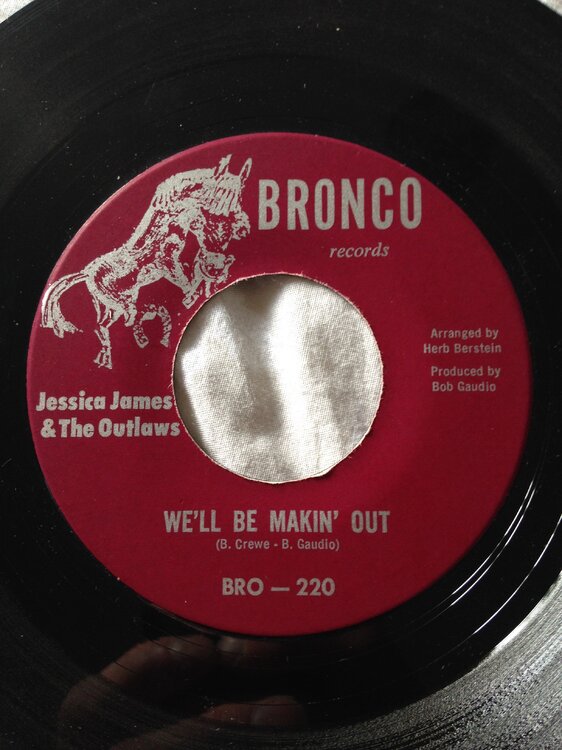 BRONCO
records
Arranged by
Herb Berstein
Produced by
Bob Gaudio
Jessica James
& The Outlaws
WE'LL BE MAKIN' OUT
(B. Crewe - B. Gaudio)
BRO — 220